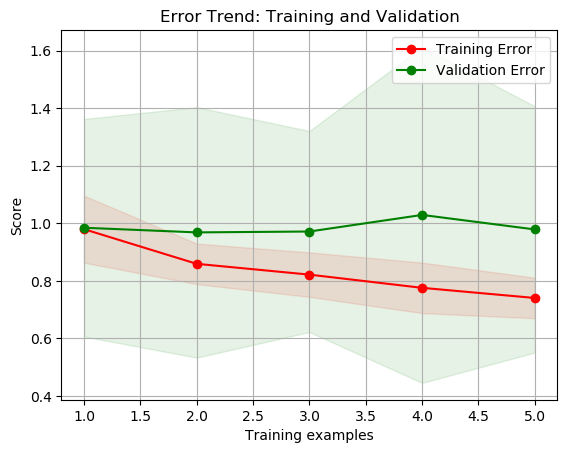 Error Trend: Training and Validation
Training Error
Validation Error
Score
1.6
1.4
1.2
1.0
0.8
0.6
0.4
1.0 1.5 2.0 2.5 3.0 3.5 4.0 4.5 5.0
Training examples